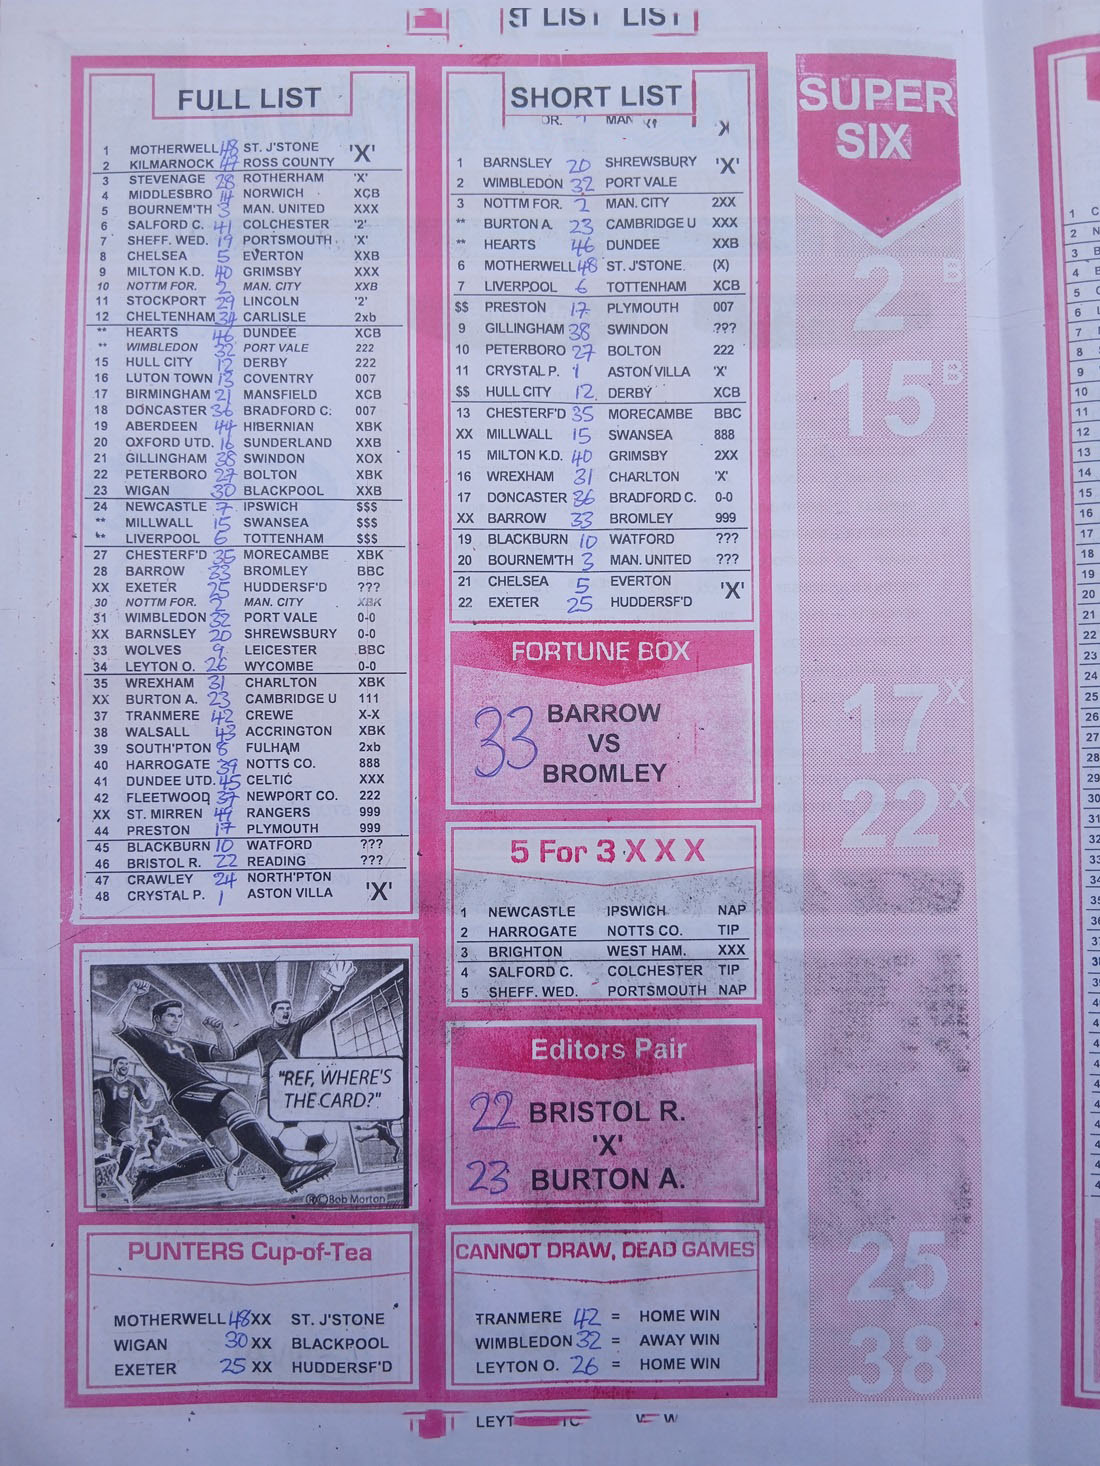 ST LIST LIST
FULL LIST
1 MOTHERWELL 48 ST. J'STONE 'X'
2 KILMARNOCK 47 ROSS COUNTY
3 STEVENAGE 28 ROTHERHAM 'X'
4 MIDDLESBRO 14 NORWICH XCB
5 BOURNEM'TH 3 MAN. UNITED XXX
6 SALFORD C. 41 COLCHESTER '2'
7 SHEFF. WED. 19 PORTSMOUTH 'X'
8 CHELSEA 5 EVERTON XXB
9 MILTON K.D. 40 GRIMSBY XXX
10 NOTTM FOR. 2 MAN. CITY XXB
11 STOCKPORT 29 LINCOLN '2'
12 CHELTENHAM 34 CARLISLE 2xb
** HEARTS 46 DUNDEE XCB
** WIMBLEDON 32 PORT VALE 222
15 HULL CITY 12 DERBY 222
16 LUTON TOWN 13 COVENTRY 007
17 BIRMINGHAM 21 MANSFIELD XCB
18 DONCASTER 36 BRADFORD C. 007
19 ABERDEEN 44 HIBERNIAN XBK
20 OXFORD UTD. 16 SUNDERLAND XXB
21 GILLINGHAM 38 SWINDON XOX
22 PETERBORO 27 BOLTON XBK
23 WIGAN 30 BLACKPOOL XXB
24 NEWCASTLE 7 IPSWICH $$$
** MILLWALL 15 SWANSEA $$$
** LIVERPOOL 6 TOTTENHAM $$$
27 CHESTERF'D 35 MORECAMBE XBK
28 BARROW 33 BROMLEY BBC
XX EXETER 25 HUDDERSF'D ???
30 NOTTM FOR. 2 MAN. CITY XBK
31 WIMBLEDON 32 PORT VALE 0-0
XX BARNSLEY 20 SHREWSBURY 0-0
33 WOLVES 9 LEICESTER BBC
34 LEYTON O. 26 WYCOMBE 0-0
35 WREXHAM 31 CHARLTON XBK
XX BURTON A. 23 CAMBRIDGE U 111
37 TRANMERE 42 CREWE X-X
38 WALSALL 43 ACCRINGTON XBK
39 SOUTH'PTON 8 FULHAM 2xb
40 HARROGATE 39 NOTTS CO. 888
41 DUNDEE UTD. 45 CELTIC XXX
42 FLEETWOOD 37 NEWPORT CO. 222
XX ST. MIRREN 49 RANGERS 999
44 PRESTON 17 PLYMOUTH 999
45 BLACKBURN 10 WATFORD ???
46 BRISTOL R. 22 READING ???
47 CRAWLEY 24 NORTH'PTON
48 CRYSTAL P. 1 ASTON VILLA 'X'
"REF, WHERE'S
THE CARD?"
®©Bob Morton
PUNTERS Cup-of-Tea
MOTHERWELL 48 XX ST. J'STONE
WIGAN 30 XX BLACKPOOL
EXETER 25 XX HUDDERSF'D
SHORT LIST
1 BARNSLEY 20 SHREWSBURY 'X'
2 WIMBLEDON 32 PORT VALE
3 NOTTM FOR. 2 MAN. CITY 2XX
** BURTON A. 23 CAMBRIDGE U XXX
** HEARTS 46 DUNDEE XXB
6 MOTHERWELL 48 ST. J'STONE. (X)
7 LIVERPOOL 6 TOTTENHAM XCB
$$ PRESTON 17 PLYMOUTH 007
9 GILLINGHAM 38 SWINDON ???
10 PETERBORO 27 BOLTON 222
11 CRYSTAL P. 1 ASTON VILLA 'X'
$$ HULL CITY 12 DERBY XCB
13 CHESTERF'D 35 MORECAMBE BBC
XX MILLWALL 15 SWANSEA 888
15 MILTON K.D. 40 GRIMSBY 2XX
16 WREXHAM 31 CHARLTON 'X'
17 DONCASTER 36 BRADFORD C. 0-0
XX BARROW 33 BROMLEY 999
19 BLACKBURN 10 WATFORD ???
20 BOURNEM'TH 3 MAN. UNITED ???
21 CHELSEA 5 EVERTON 'X'
22 EXETER 25 HUDDERSF'D
FORTUNE BOX
33 BARROW
VS
BROMLEY
5 For 3 X X X
1 NEWCASTLE IPSWICH NAP
2 HARROGATE NOTTS CO. TIP
3 BRIGHTON WEST HAM. XXX
4 SALFORD C. COLCHESTER TIP
5 SHEFF. WED. PORTSMOUTH NAP
Editors Pair
22 BRISTOL R.
'X'
23 BURTON A.
CANNOT DRAW, DEAD GAMES
TRANMERE 42 = HOME WIN
WIMBLEDON 32 = AWAY WIN
LEYTON O. 26 = HOME WIN
SUPER
SIX
2 B
15 B
17 X
22 X
25
38